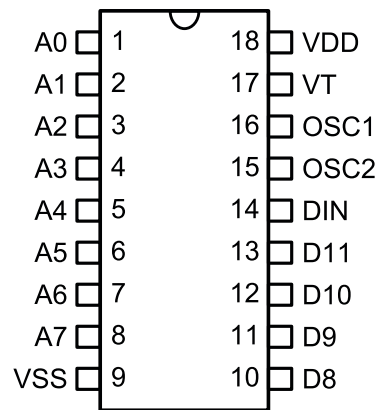 A0 1 18 VDD
A1 2 17 VT
A2 3 16 OSC1
A3 4 15 OSC2
A4 5 14 DIN
A5 6 13 D11
A6 7 12 D10
A7 8 11 D9
VSS 9 10 D8